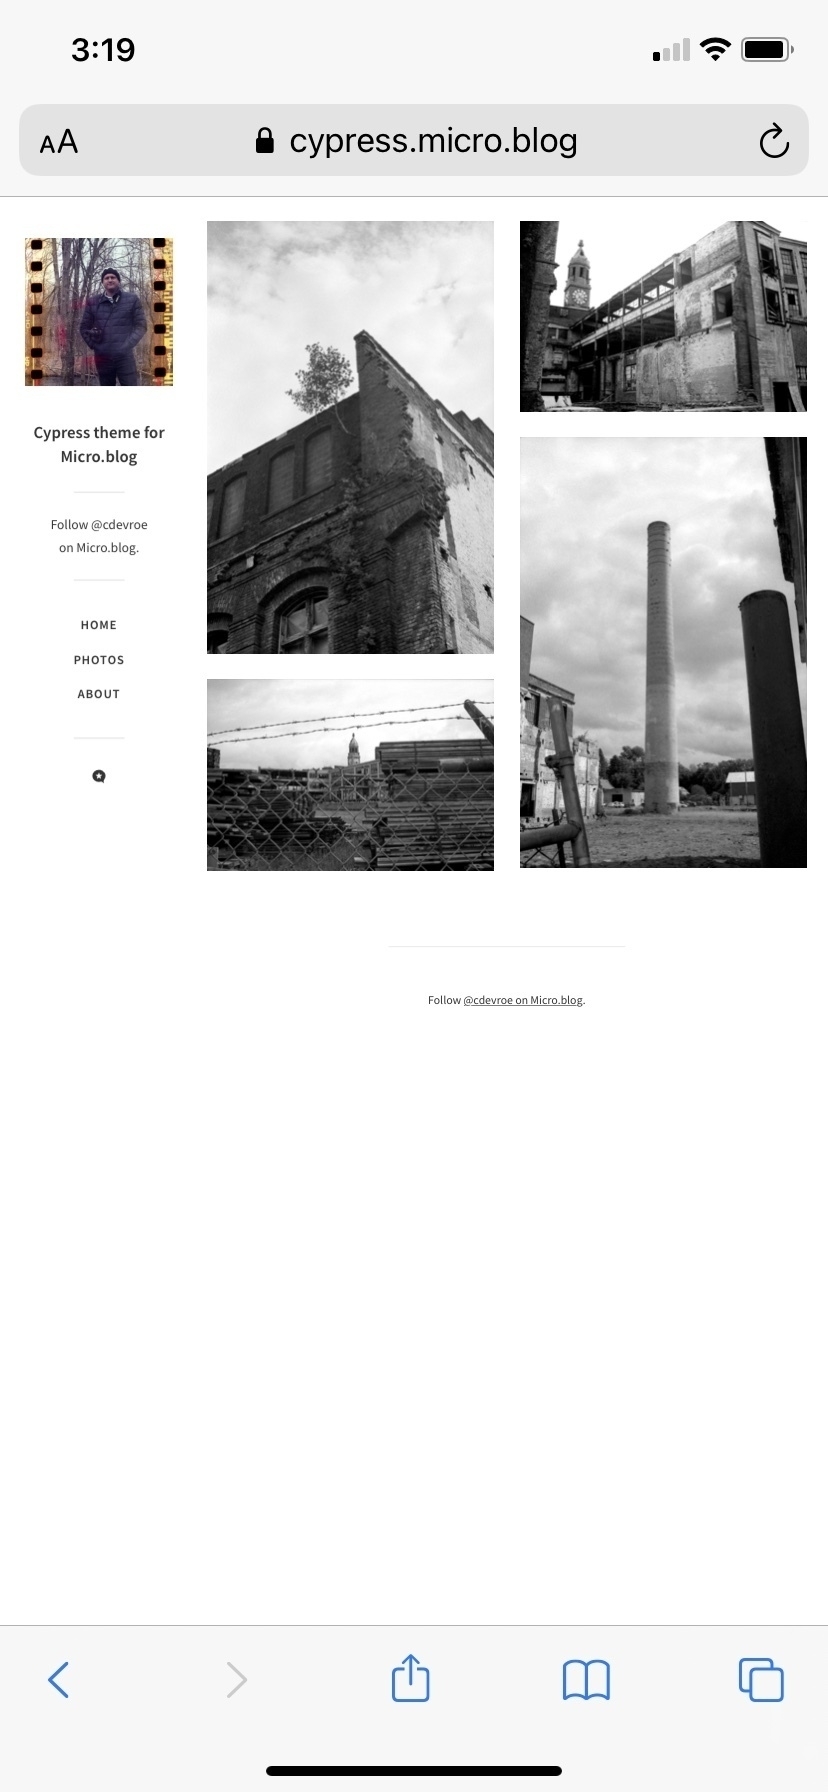 3:19
AA
cypress.micro.blog
Cypress theme for
Micro.blog
Follow @cdevroe
on Micro.blog.
HOME
PHOTOS
ABOUT
Follow @cdevroe on Micro.blog.